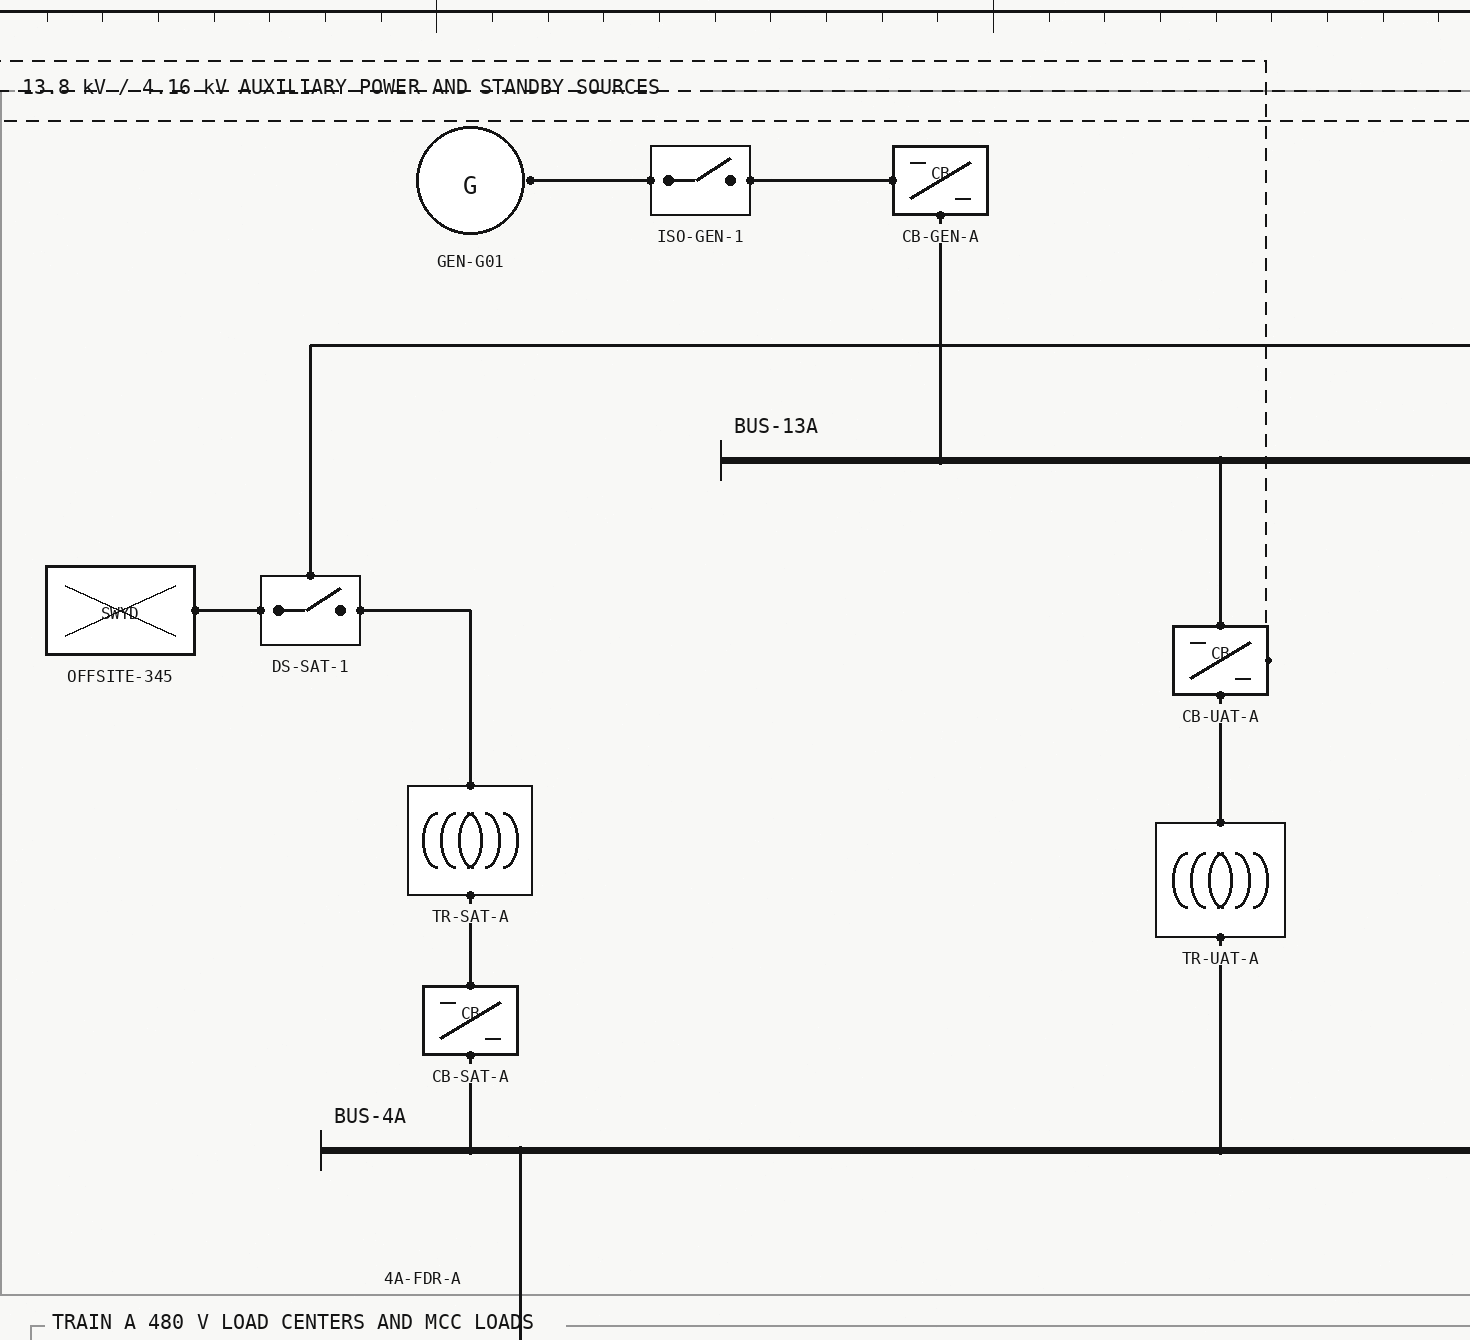 13.8 kV / 4.16 kV AUXILIARY POWER AND STANDBY SOURCES
G
CB
ISO-GEN-1
CB-GEN-A
GEN-G01
BUS-13A
SWYD
OFFSITE-345
DS-SAT-1
CB
CB-UAT-A
TR-SAT-A
TR-UAT-A
CB
CB-SAT-A
BUS-4A
4A-FDR-A
TRAIN A 480 V LOAD CENTERS AND MCC LOADS